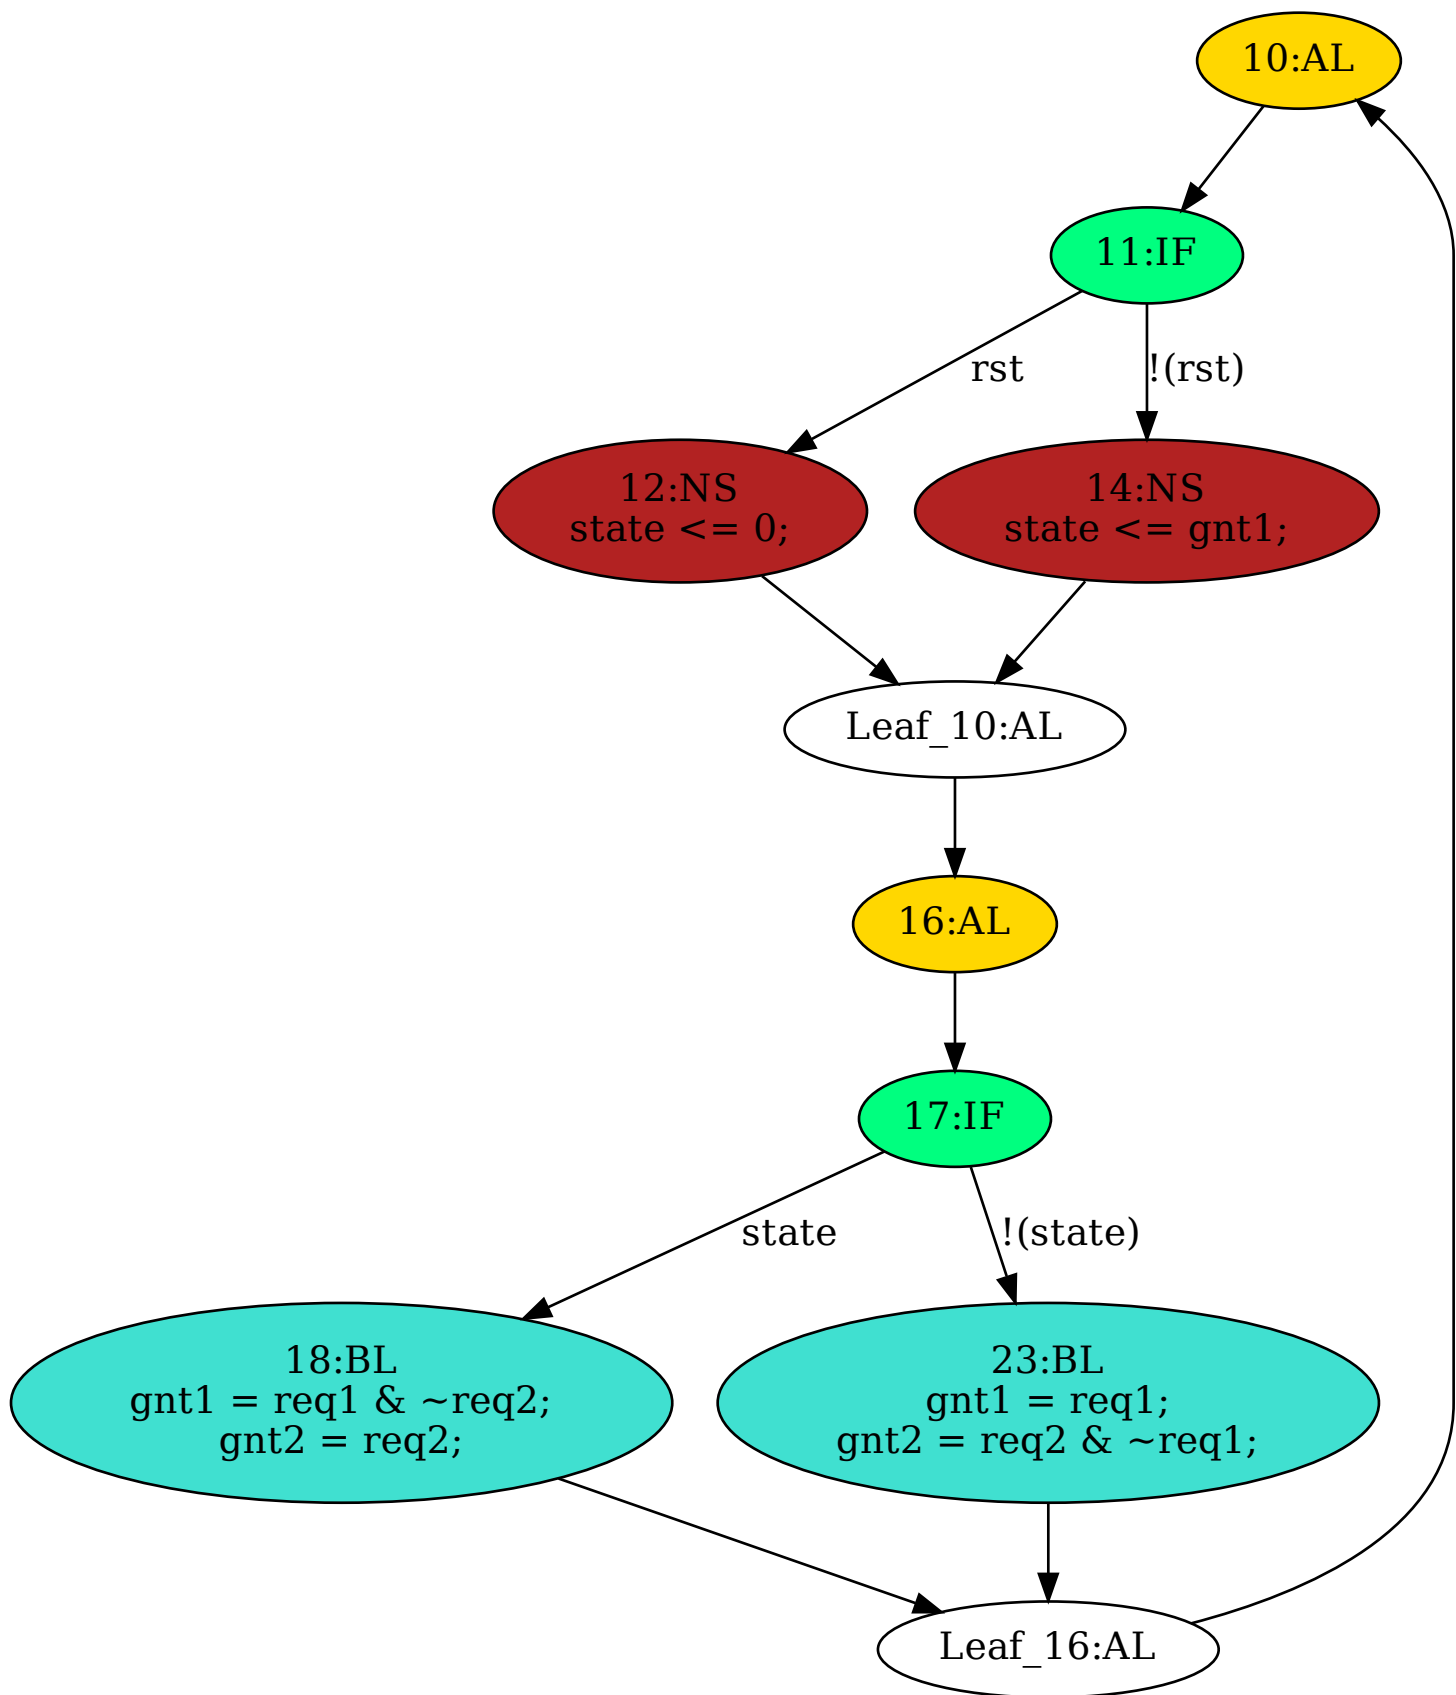 10:AL
11:IF
rst
!(rst)
12:NS
state <= 0;
14:NS
state <= gnt1;
Leaf_10:AL
16:AL
17:IF
state
!(state)
18:BL
gnt1 = req1 & ~req2;
gnt2 = req2;
23:BL
gnt1 = req1;
gnt2 = req2 & ~req1;
Leaf_16:AL